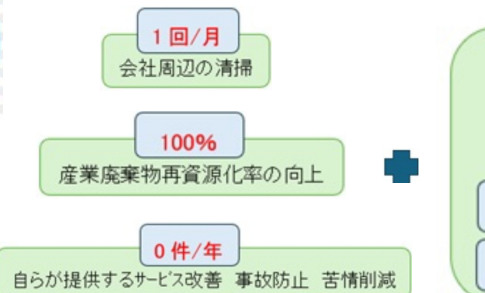 1回/月
会社周辺の清掃
100%
産業廃棄物再資源化率の向上
0件/年
自らが提供するサービス改善 事故防止 苦情削減